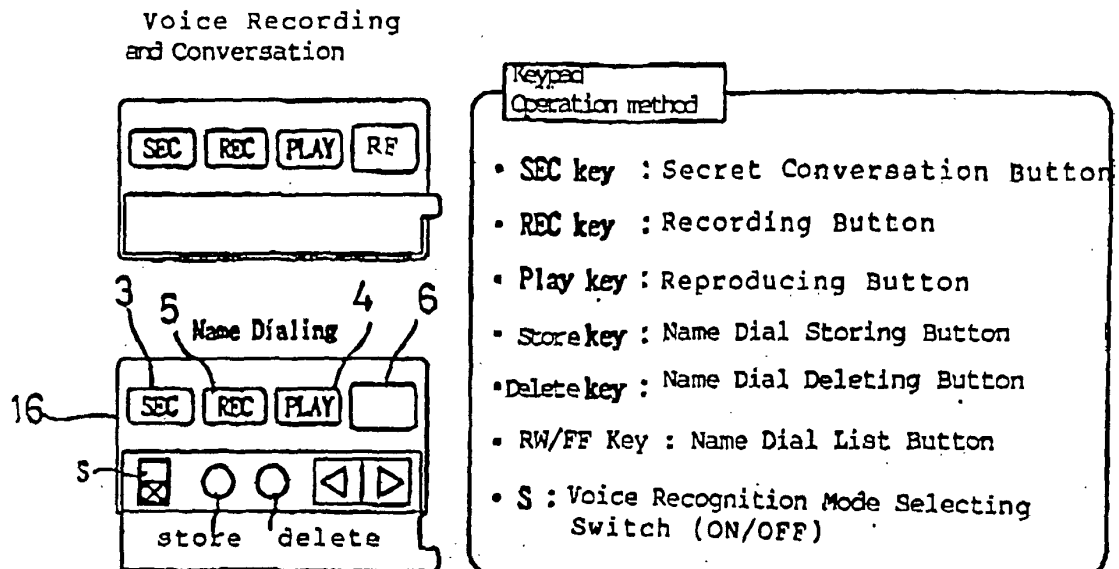 Voice Recording
and Conversation
SEC REC PLAY RF
3 5 Name Dialing 4 6
16
SEC REC PLAY
S
store delete
Keypad
Operation method
• SEC key : Secret Conversation Button
• REC key : Recording Button
• Play key : Reproducing Button
• Store key : Name Dial Storing Button
• Delete key : Name Dial Deleting Button
• RW/FF Key : Name Dial List Button
• S : Voice Recognition Mode Selecting
Switch (ON/OFF)